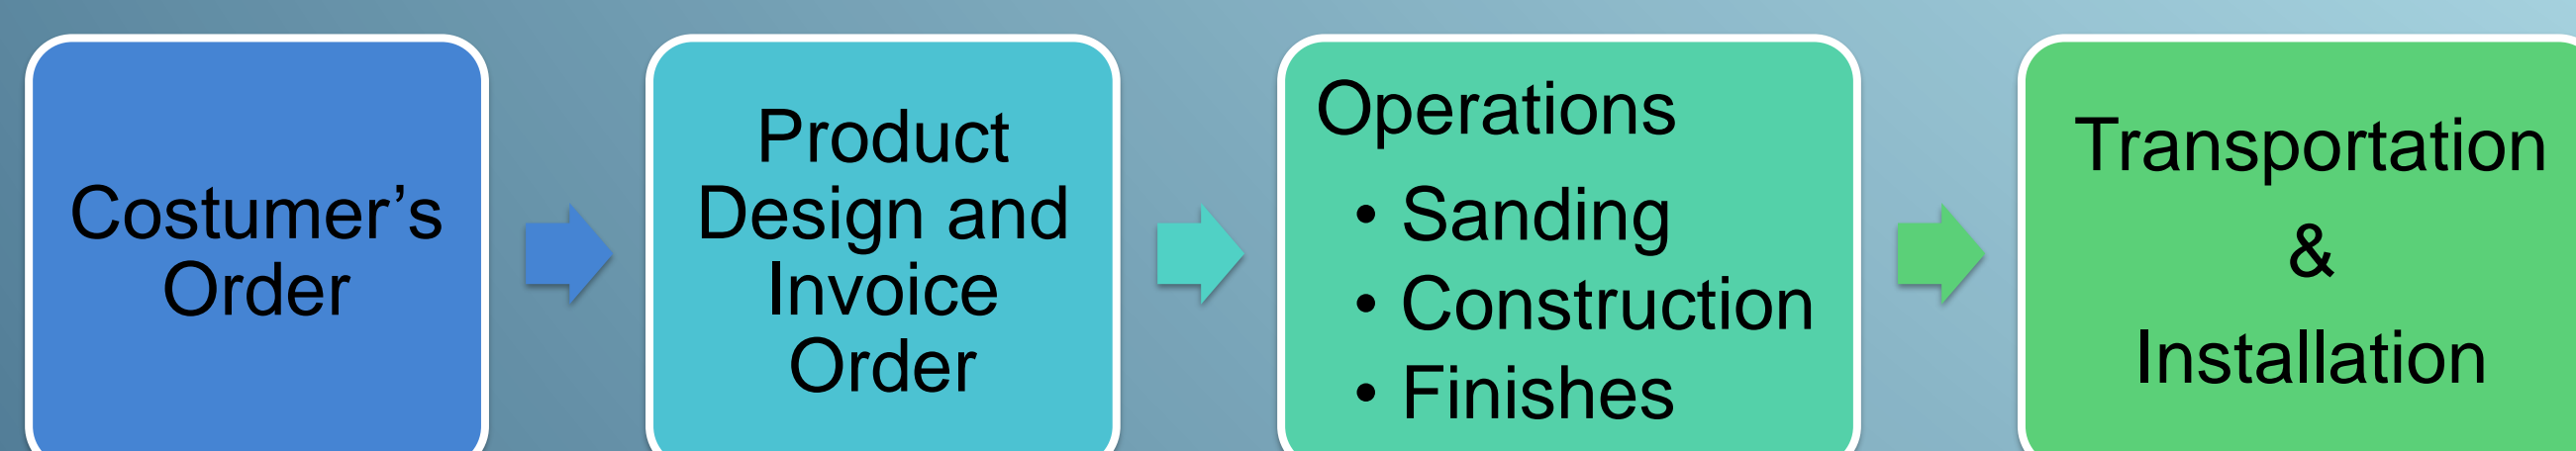 Costumer’s
Order
Product
Design and
Invoice
Order
Operations
• Sanding
• Construction
• Finishes
Transportation
&
Installation